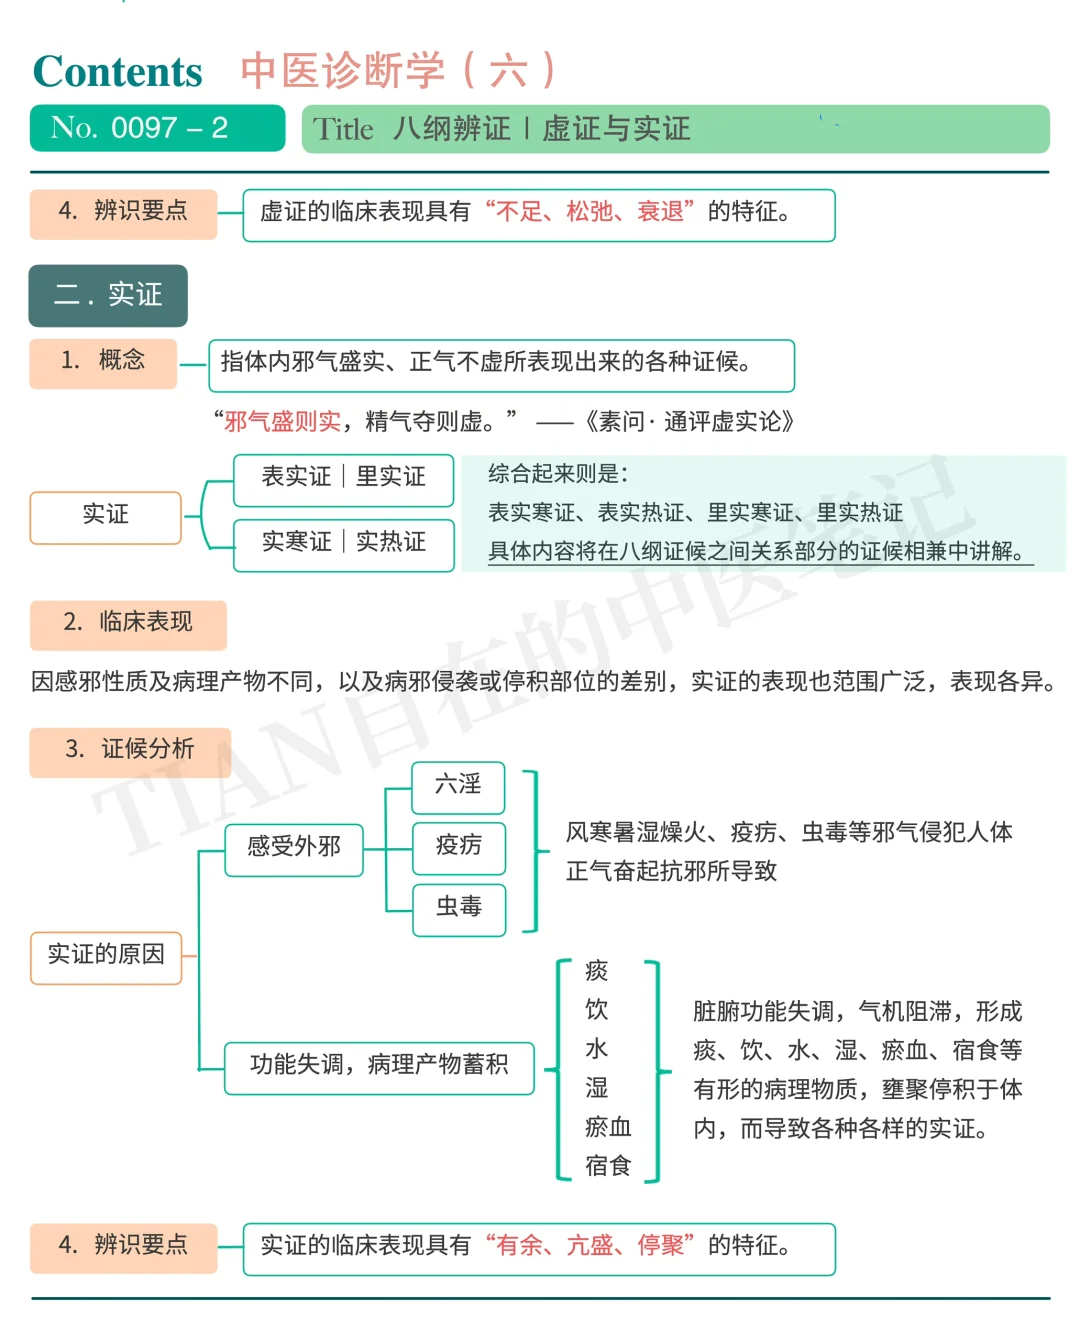 Contents 中医诊断学（六）
No. 0097 – 2
Title 八纲辨证 | 虚证与实证
4. 辨识要点
虚证的临床表现具有“不足、松弛、衰退”的特征。
二．实证
1. 概念
指体内邪气盛实、正气不虚所表现出来的各种证候。
“邪气盛则实，精气夺则虚。” ——《素问· 通评虚实论》
实证
表实证｜里实证
实寒证｜实热证
综合起来则是：
表实寒证、表实热证、里实寒证、里实热证
具体内容将在八纲证候之间关系部分的证候相兼中讲解。
2. 临床表现
因感邪性质及病理产物不同，以及病邪侵袭或停积部位的差别，实证的表现也范围广泛，表现各异。
3. 证候分析
实证的原因
感受外邪
六淫
疫疠
虫毒
风寒暑湿燥火、疫疠、虫毒等邪气侵犯人体
正气奋起抗邪所导致
功能失调，病理产物蓄积
痰
饮
水
湿
瘀血
宿食
脏腑功能失调，气机阻滞，形成
痰、饮、水、湿、瘀血、宿食等
有形的病理物质，壅聚停积于体
内，而导致各种各样的实证。
4. 辨识要点
实证的临床表现具有“有余、亢盛、停聚”的特征。
TIAN自在的中医笔记